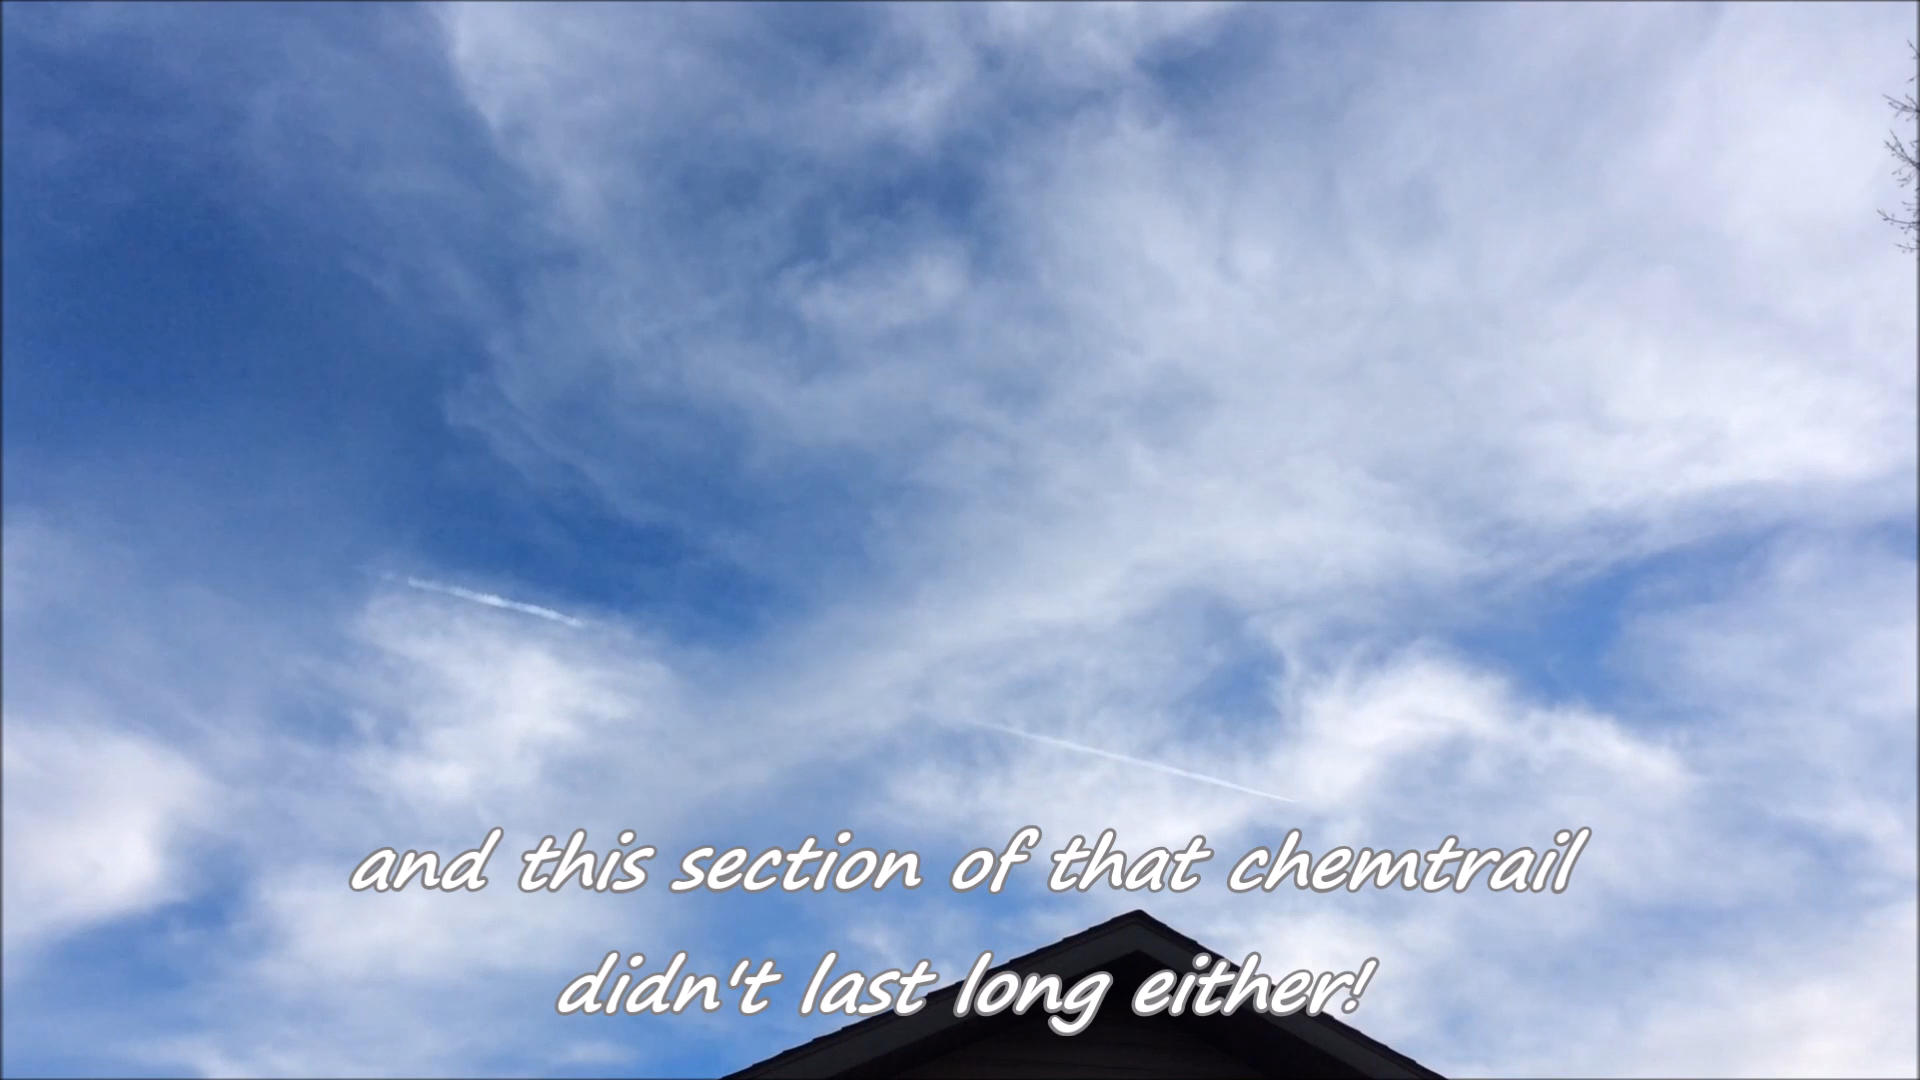 and this section of that chemtrail
didn't last long either!